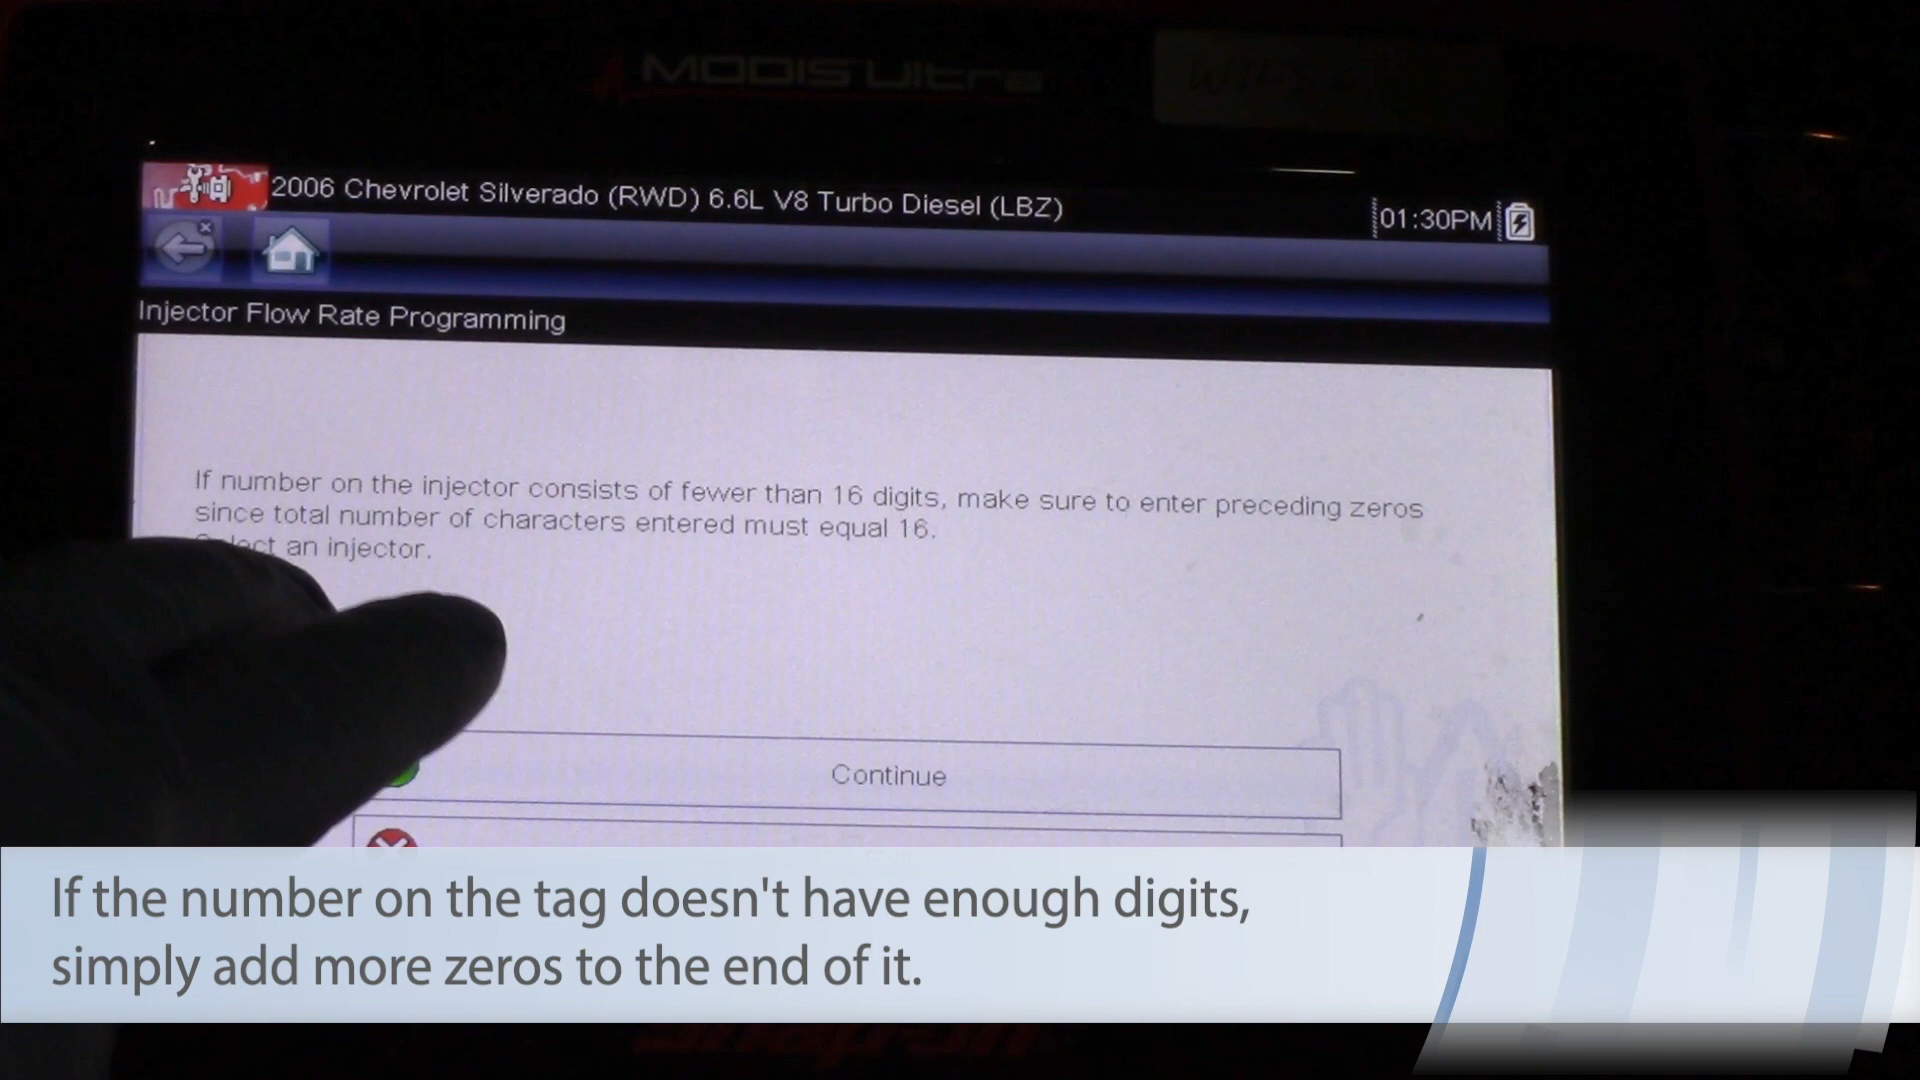 MODIS Ultra
2006 Chevrolet Silverado (RWD) 6.6L V8 Turbo Diesel (LBZ)
01:30PM
Injector Flow Rate Programming
If number on the injector consists of fewer than 16 digits, make sure to enter preceding zeros
since total number of characters entered must equal 16.
Select an injector.
Continue
If the number on the tag doesn't have enough digits,
simply add more zeros to the end of it.
Snap-on